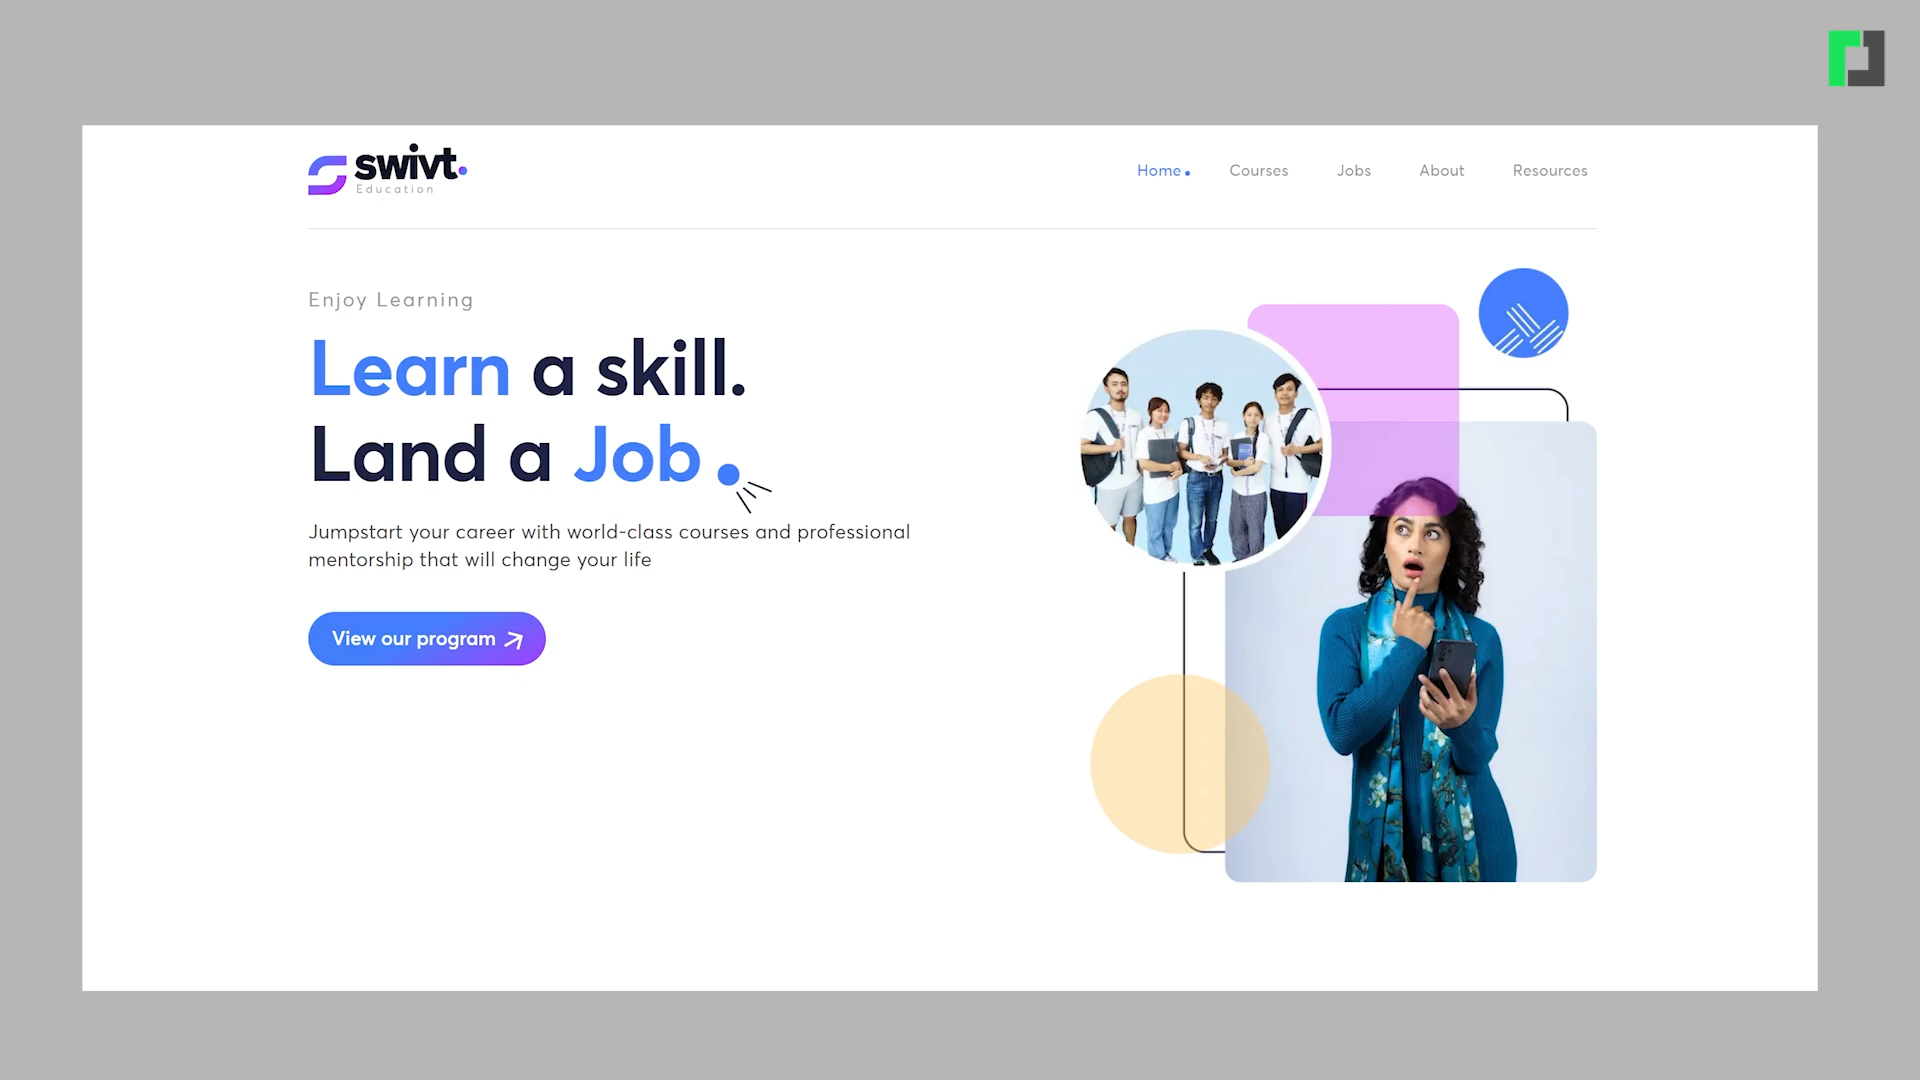 swivt.
Education
Home
Courses
Jobs
About
Resources
Enjoy Learning
Learn a skill.
Land a Job.
Jumpstart your career with world-class courses and professional
mentorship that will change your life
View our program